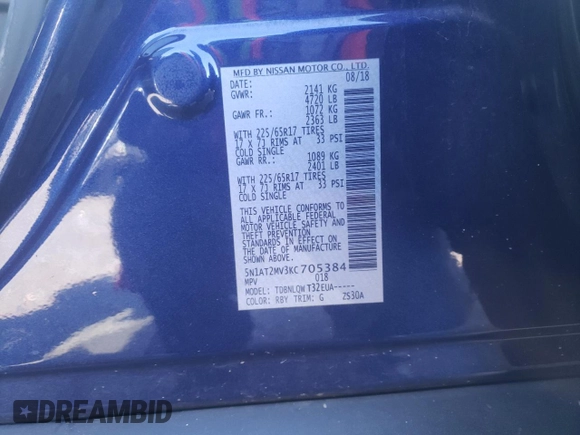 MFD BY NISSAN MOTOR CO., LTD.
DATE: 08/18
GVWR: 2141 KG
4720 LB
GAWR FR.: 1072 KG
2363 LB
WITH 225/65R17 TIRES
17 X 7J RIMS AT 33 PSI
COLD SINGLE
GAWR RR.: 1089 KG
2401 LB
WITH 225/65R17 TIRES
17 X 7J RIMS AT 33 PSI
COLD SINGLE
THIS VEHICLE CONFORMS TO
ALL APPLICABLE FEDERAL
MOTOR VEHICLE SAFETY AND
THEFT PREVENTION
STANDARDS IN EFFECT ON
THE DATE OF MANUFACTURE
SHOWN ABOVE.
5N1AT2MV3KC705384
MPV 018
MODEL: TDBNLQWT32EUA-----
COLOR: RBY TRIM: G ZS3DA
DREAMBID